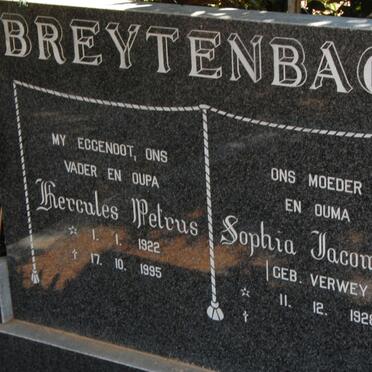 BREYTENBAC
MY EGGENOOT, ONS
VADER EN OUPA
Hercules Petrus
☆ 1. 1. 1922
† 17. 10. 1995
ONS MOEDER
EN OUMA
Sophia Jacom
(GEB. VERWEY
☆ 11. 12. 1928
†